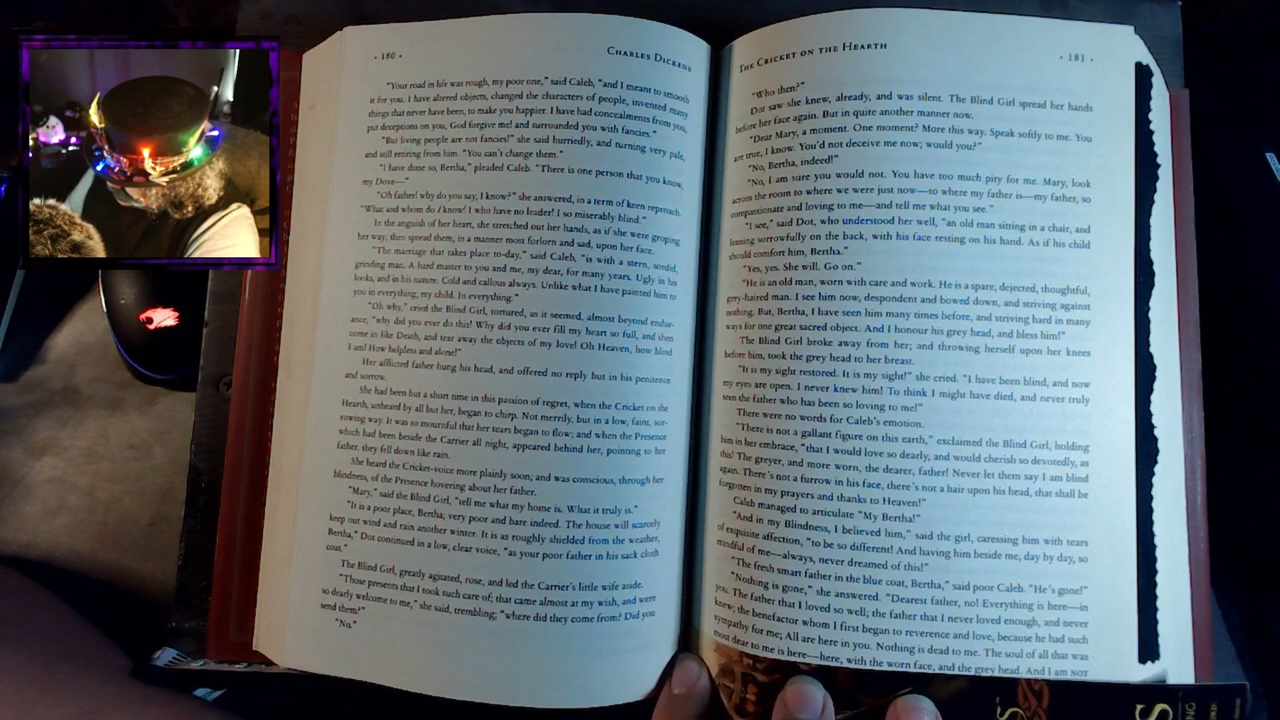 · 180 ·
CHARLES DICKENS
"Your road in life was rough, my poor one," said Caleb, "and I meant to smooth
it for you. I have altered objects, changed the characters of people, invented many
things that never have been, to make you happier. I have had concealments from you,
put deceptions on you, God forgive me! and surrounded you with fancies."
"But living people are not fancies!" she said hurriedly, and turning very pale,
and still retiring from him. "You can't change them."
"I have done so, Bertha," pleaded Caleb. "There is one person that you know,
my Dove—"
"Oh father! why do you say, I know?" she answered, in a term of keen reproach.
"What and whom do I know! I who have no leader! I so miserably blind."
In the anguish of her heart, she stretched out her hands, as if she were groping
her way; then spread them, in a manner most forlorn and sad, upon her face.
"The marriage that takes place to-day," said Caleb, "is with a stern, sordid,
grinding man. A hard master to you and me, my dear, for many years. Ugly in his
looks, and in his nature. Cold and callous always. Unlike what I have painted him to
you in everything, my child. In everything."
"Oh why," cried the Blind Girl, tortured, as it seemed, almost beyond endur-
ance, "why did you ever do this! Why did you ever fill my heart so full, and then
come in like Death, and tear away the objects of my love! Oh Heaven, how blind
I am! How helpless and alone!"
Her afflicted father hung his head, and offered no reply but in his penitence
and sorrow.
She had been but a short time in this passion of regret, when the Cricket on the
Hearth, unheard by all but her, began to chirp. Not merrily, but in a low, faint, sor-
rowing way. It was so mournful that her tears began to flow; and when the Presence
which had been beside the Carrier all night, appeared behind her, pointing to her
father, they fell down like rain.
She heard the Cricket-voice more plainly soon; and was conscious, through her
blindness, of the Presence hovering about her father.
"Mary," said the Blind Girl, "tell me what my home is. What it truly is."
"It is a poor place, Bertha; very poor and bare indeed. The house will scarcely
keep out wind and rain another winter. It is as roughly shielded from the weather,
Bertha," Dot continued in a low, clear voice, "as your poor father in his sack cloth
coat."
The Blind Girl, greatly agitated, rose, and led the Carrier's little wife aside.
"Those presents that I took such care of; that came almost at my wish, and were
so dearly welcome to me," she said, trembling; "where did they come from? Did you
send them?"
"No."
THE CRICKET ON THE HEARTH
· 181 ·
"Who then?"
Dot saw she knew, already, and was silent. The Blind Girl spread her hands
before her face again. But in quite another manner now.
"Dear Mary, a moment. One moment? More this way. Speak softly to me. You
are true, I know. You'd not deceive me now; would you?"
"No, Bertha, indeed!"
"No, I am sure you would not. You have too much pity for me. Mary, look
across the room to where we were just now—to where my father is—my father, so
compassionate and loving to me—and tell me what you see."
"I see," said Dot, who understood her well, "an old man sitting in a chair, and
leaning sorrowfully on the back, with his face resting on his hand. As if his child
should comfort him, Bertha."
"Yes, yes. She will. Go on."
"He is an old man, worn with care and work. He is a spare, dejected, thoughtful,
grey-haired man. I see him now, despondent and bowed down, and striving against
nothing. But, Bertha, I have seen him many times before, and striving hard in many
ways for one great sacred object. And I honour his grey head, and bless him!"
The Blind Girl broke away from her; and throwing herself upon her knees
before him, took the grey head to her breast.
"It is my sight restored. It is my sight!" she cried. "I have been blind, and now
my eyes are open. I never knew him! To think I might have died, and never truly
seen the father who has been so loving to me!"
There were no words for Caleb's emotion.
"There is not a gallant figure on this earth," exclaimed the Blind Girl, holding
him in her embrace, "that I would love so dearly, and would cherish so devotedly, as
this! The greyer, and more worn, the dearer, father! Never let them say I am blind
again. There's not a furrow in his face, there's not a hair upon his head, that shall be
forgotten in my prayers and thanks to Heaven!"
Caleb managed to articulate "My Bertha!"
"And in my Blindness, I believed him," said the girl, caressing him with tears
of exquisite affection, "to be so different! And having him beside me, day by day, so
mindful of me—always, never dreamed of this!"
"The fresh smart father in the blue coat, Bertha," said poor Caleb. "He's gone!"
"Nothing is gone," she answered. "Dearest father, no! Everything is here—in
you. The father that I loved so well; the father that I never loved enough, and never
knew; the benefactor whom I first began to reverence and love, because he had such
sympathy for me; All are here in you. Nothing is dead to me. The soul of all that was
most dear to me is here—here, with the worn face, and the grey head. And I am NOT